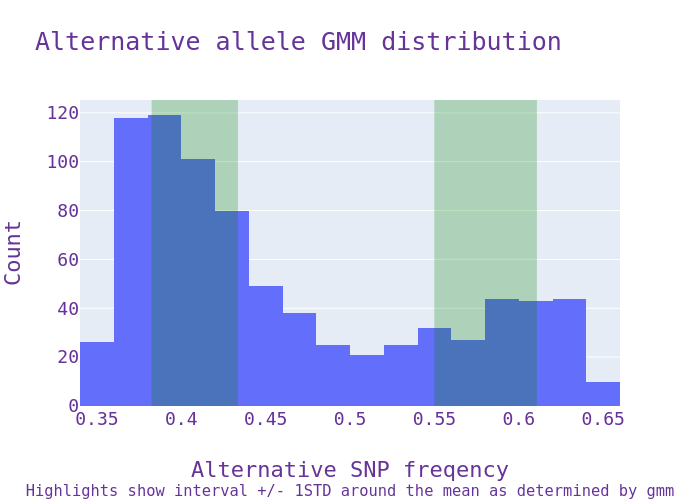 Alternative allele GMM distribution
120
100
80
60
40
20
0
Count
0.35 0.4 0.45 0.5 0.55 0.6 0.65
Alternative SNP freqency
Highlights show interval +/- 1STD around the mean as determined by gmm